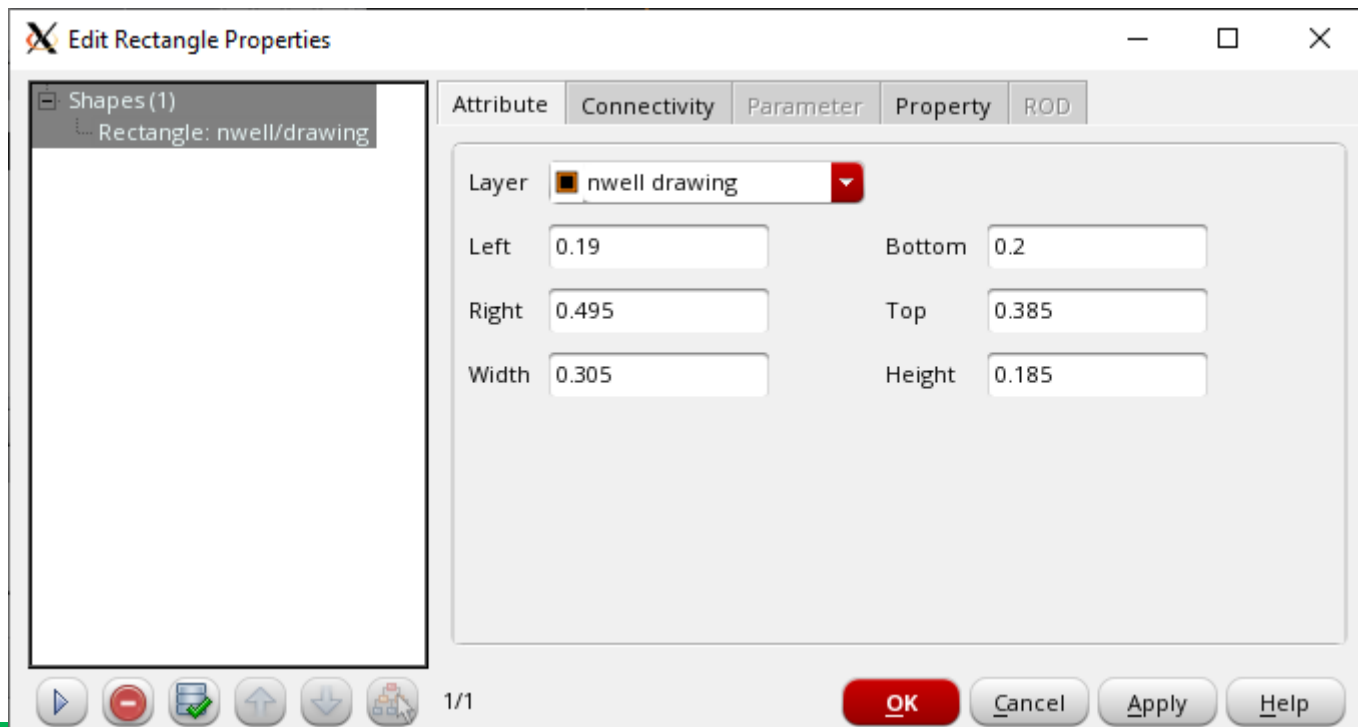 Edit Rectangle Properties
Shapes (1)
Rectangle: nwell/drawing
Attribute Connectivity Parameter Property ROD
Layer nwell drawing
Left 0.19 Bottom 0.2
Right 0.495 Top 0.385
Width 0.305 Height 0.185
1/1 OK Cancel Apply Help